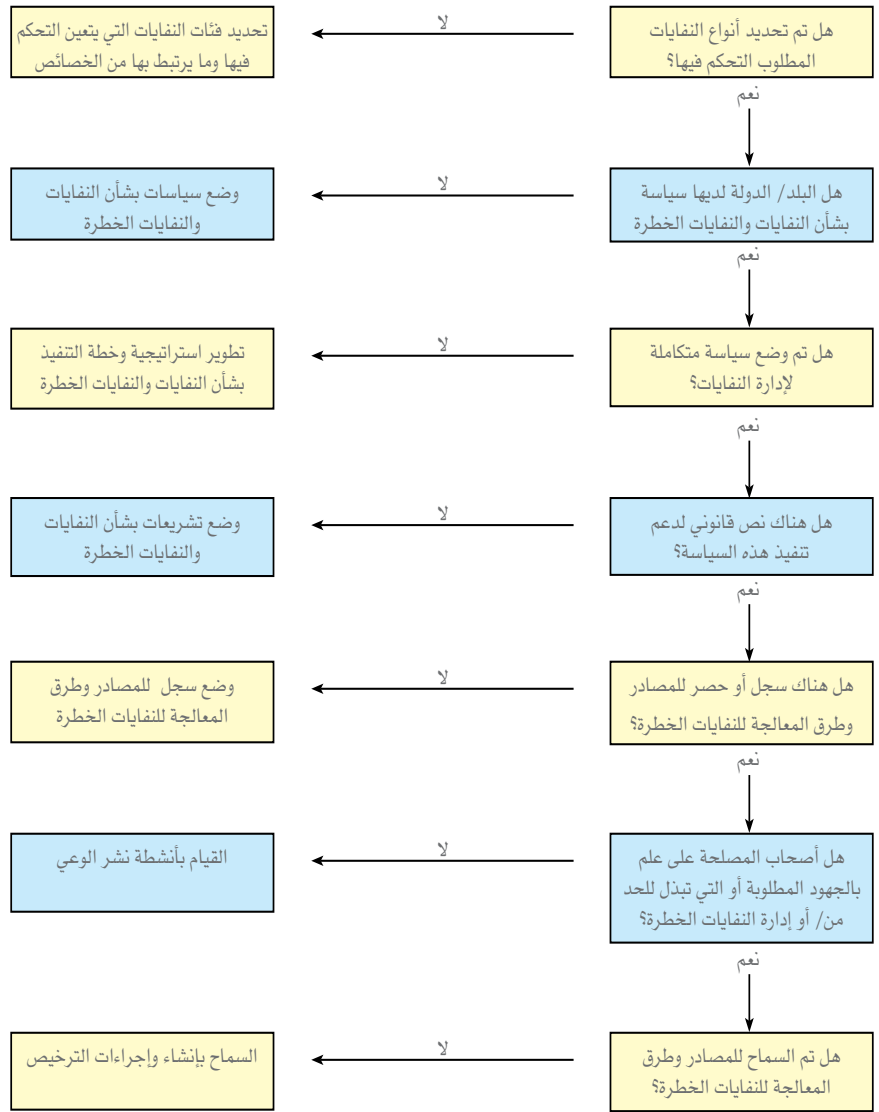 هل تم تحديد أنواع النفايات
المطلوب التحكم فيها؟
لا
تحديد فئات النفايات التي يتعين التحكم
فيها وما يرتبط بها من الخصائص
نعم
هل البلد/ الدولة لديها سياسة
بشأن النفايات والنفايات الخطرة
لا
وضع سياسات بشأن النفايات
والنفايات الخطرة
نعم
هل تم وضع سياسة متكاملة
لإدارة النفايات؟
لا
تطوير استراتيجية وخطة التنفيذ
بشأن النفايات والنفايات الخطرة
نعم
هل هناك نص قانوني لدعم
تنفيذ هذه السياسة؟
لا
وضع تشريعات بشأن النفايات
والنفايات الخطرة
نعم
هل هناك سجل أو حصر للمصادر
وطرق المعالجة للنفايات الخطرة؟
لا
وضع سجل للمصادر وطرق
المعالجة للنفايات الخطرة
نعم
هل أصحاب المصلحة على علم
بالجهود المطلوبة أو التي تبذل للحد
من/ أو إدارة النفايات الخطرة؟
لا
القيام بأنشطة نشر الوعي
نعم
هل تم السماح للمصادر وطرق
المعالجة للنفايات الخطرة؟
لا
السماح بإنشاء وإجراءات الترخيص